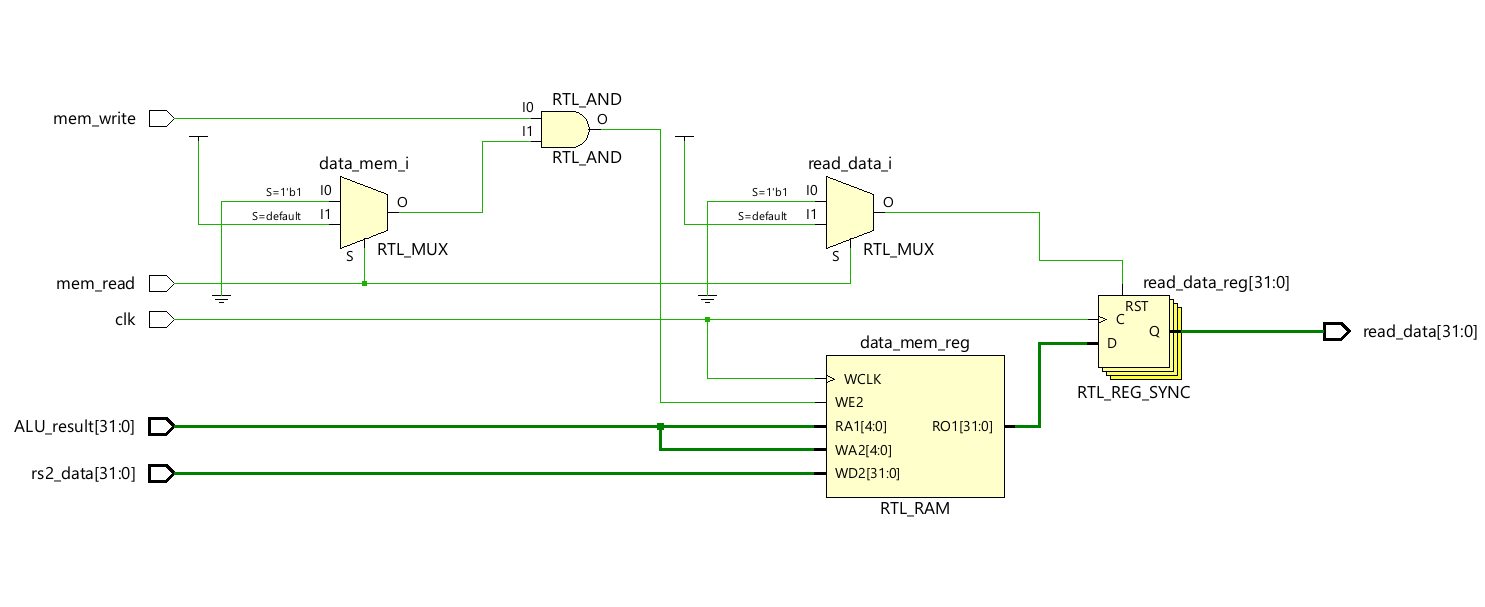 RTL_AND
I0
mem_write
O
I1
RTL_AND
data_mem_i
read_data_i
S=1'b1 I0
O
S=default I1
S=1'b1 I0
O
S=default I1
S
RTL_MUX
S
RTL_MUX
mem_read
read_data_reg[31:0]
RST
clk
C
Q
read_data[31:0]
D
data_mem_reg
WCLK
RTL_REG_SYNC
WE2
ALU_result[31:0]
RA1[4:0]
RO1[31:0]
WA2[4:0]
rs2_data[31:0]
WD2[31:0]
RTL_RAM